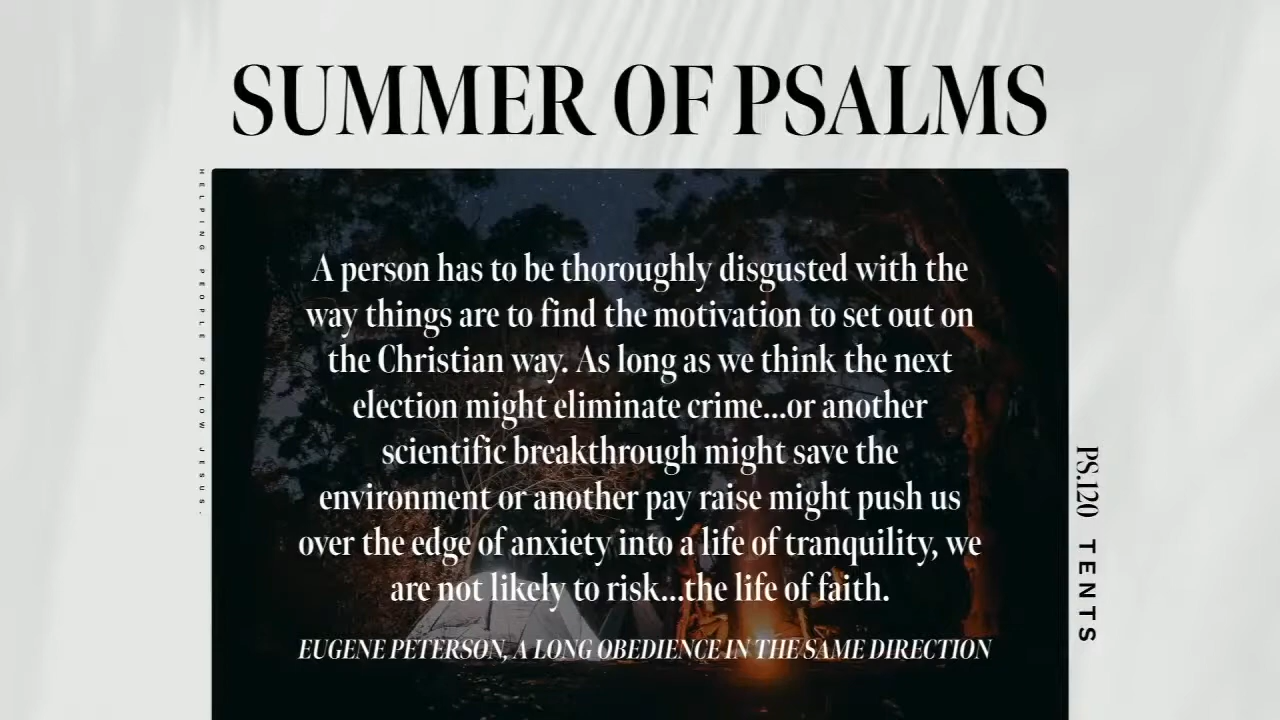 SUMMER OF PSALMS
HELPING PEOPLE FOLLOW JESUS.
A person has to be thoroughly disgusted with the
way things are to find the motivation to set out on
the Christian way. As long as we think the next
election might eliminate crime...or another
scientific breakthrough might save the
environment or another pay raise might push us
over the edge of anxiety into a life of tranquility, we
are not likely to risk...the life of faith.
EUGENE PETERSON, A LONG OBEDIENCE IN THE SAME DIRECTION
PS.120 TENTS